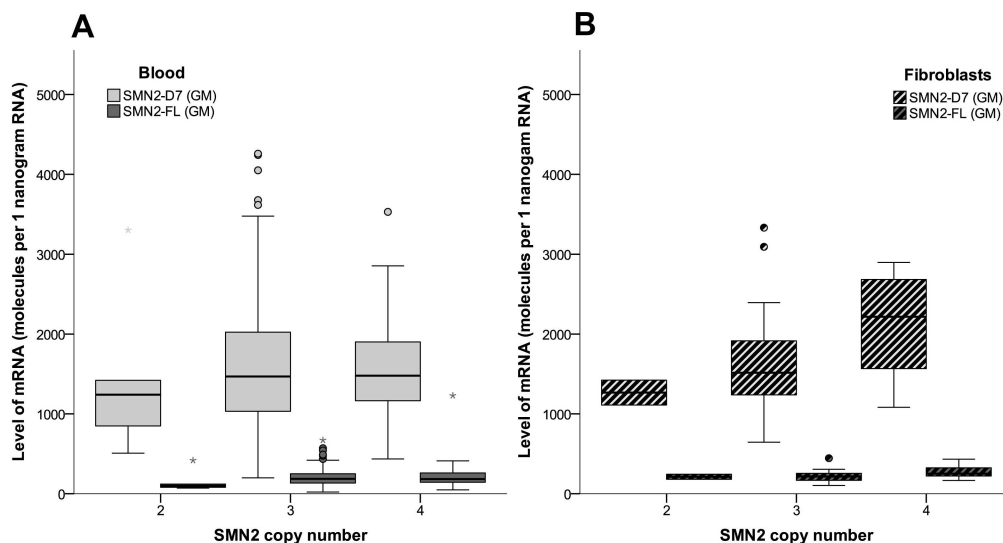 A
Level of mRNA (molecules per 1 nanogram RNA)
Blood
SMN2-D7 (GM)
SMN2-FL (GM)
5000
4000
3000
2000
1000
0
2 3 4
SMN2 copy number
B
Level of mRNA (molecules per 1 nanogam RNA)
Fibroblasts
SMN2-D7 (GM)
SMN2-FL (GM)
5000
4000
3000
2000
1000
0
2 3 4
SMN2 copy number